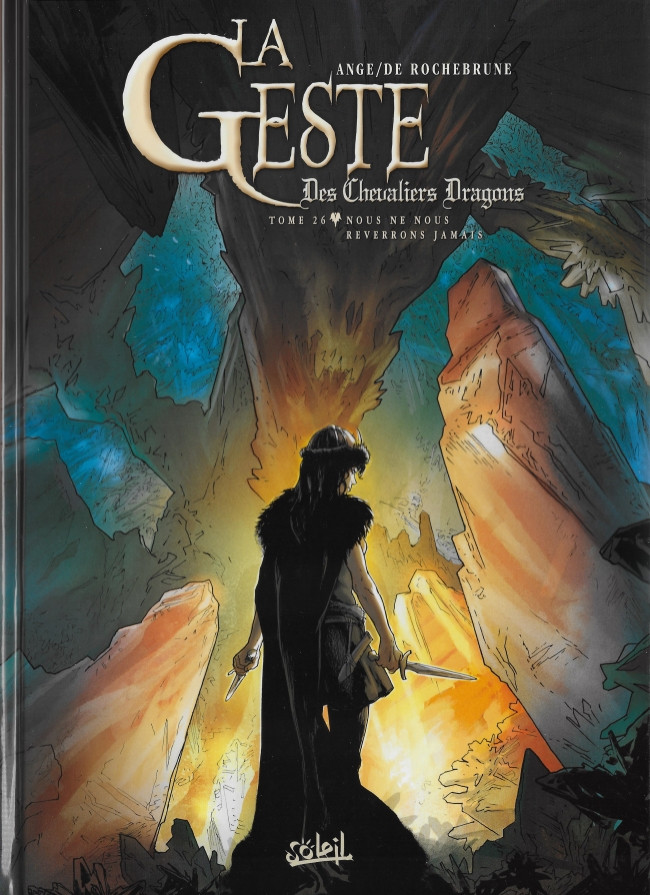 LA
GESTE
ANGE/DE ROCHEBRUNE
Des Chevaliers Dragons
TOME 26 NOUS NE NOUS
REVERRONS JAMAIS
SOLEIL